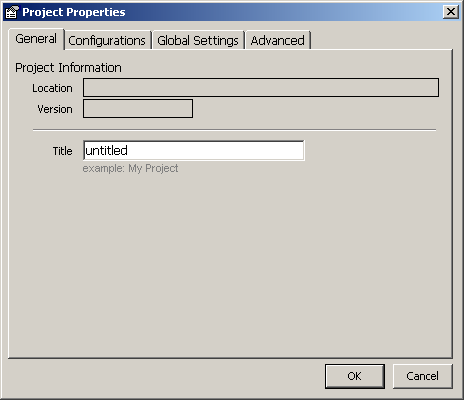 Project Properties
General Configurations Global Settings Advanced
Project Information
Location
Version
Title untitled
example: My Project
OK Cancel